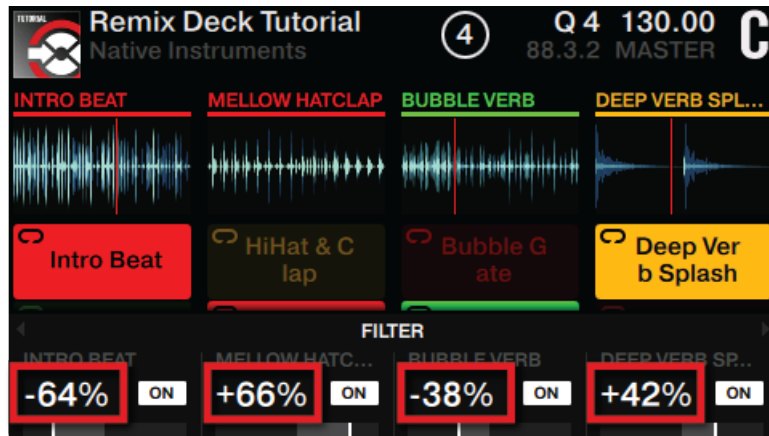 TUTORIAL
Remix Deck Tutorial
Native Instruments
4
Q 4 130.00
88.3.2 MASTER
C
INTRO BEAT MELLOW HATCLAP BUBBLE VERB DEEP VERB SPL...
Intro Beat
HiHat & C
lap
Bubble G
ate
Deep Ver
b Splash
FILTER
INTRO BEAT MELLOW HATC... BUBBLE VERB DEEP VERB SP...
-64% ON +66% ON -38% ON +42% ON